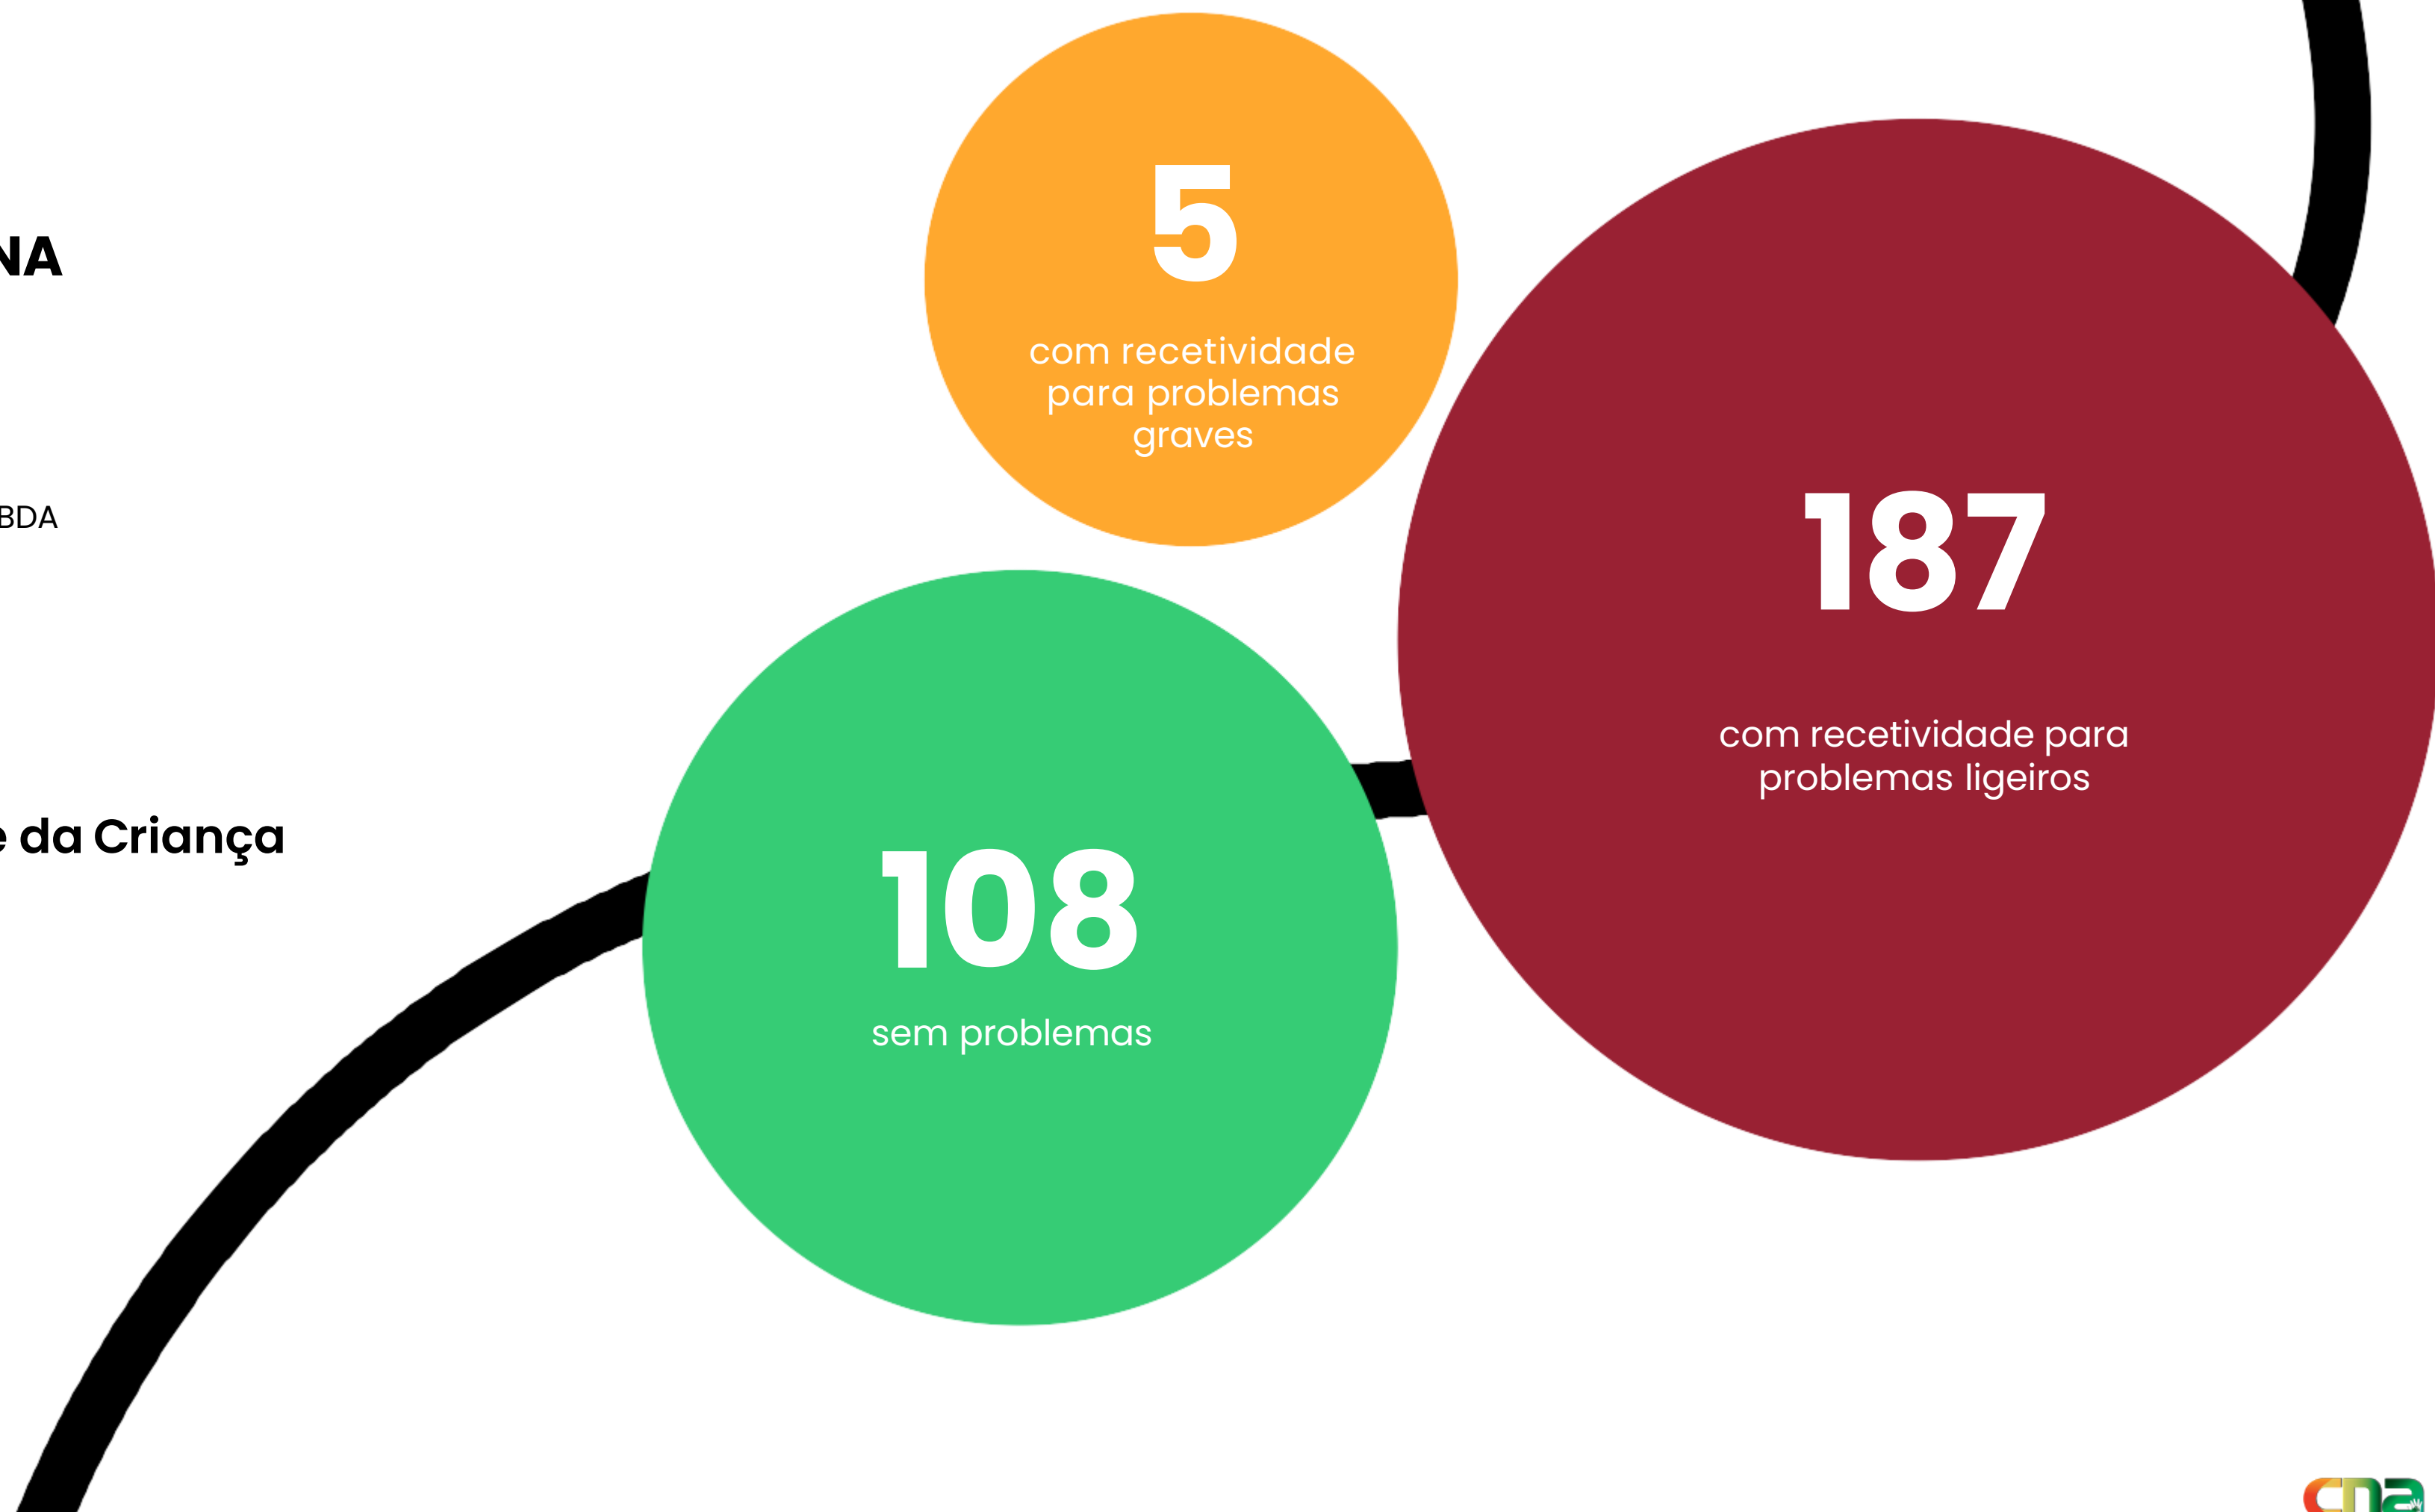 NA
BDA
e da Criança
5
com recetividade
para problemas
graves
187
com recetividade para
problemas ligeiros
108
sem problemas
cna